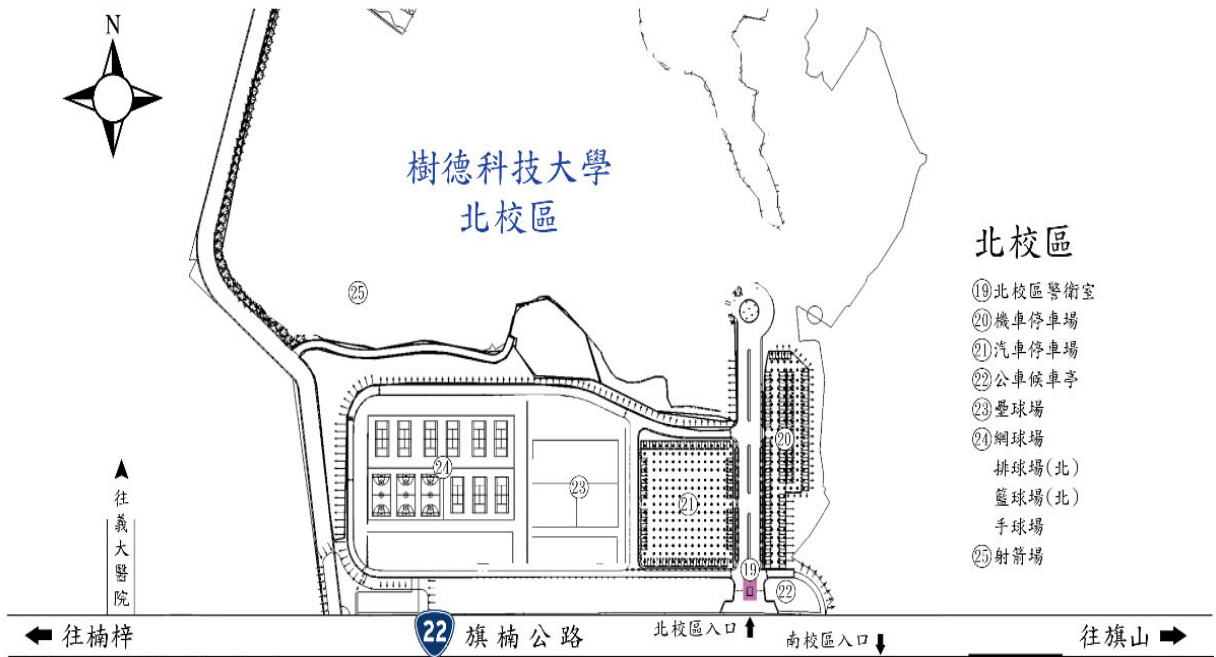 N
樹德科技大學
北校區
北校區
⑲北校區警衛室
⑳機車停車場
㉑汽車停車場
㉒公車候車亭
㉓壘球場
㉔網球場
排球場(北)
籃球場(北)
手球場
㉕射箭場
㉕
⑳
㉔
㉓
㉑
⑲
㉒
往義大醫院
往楠梓
22
旗楠公路
北校區入口
南校區入口
往旗山